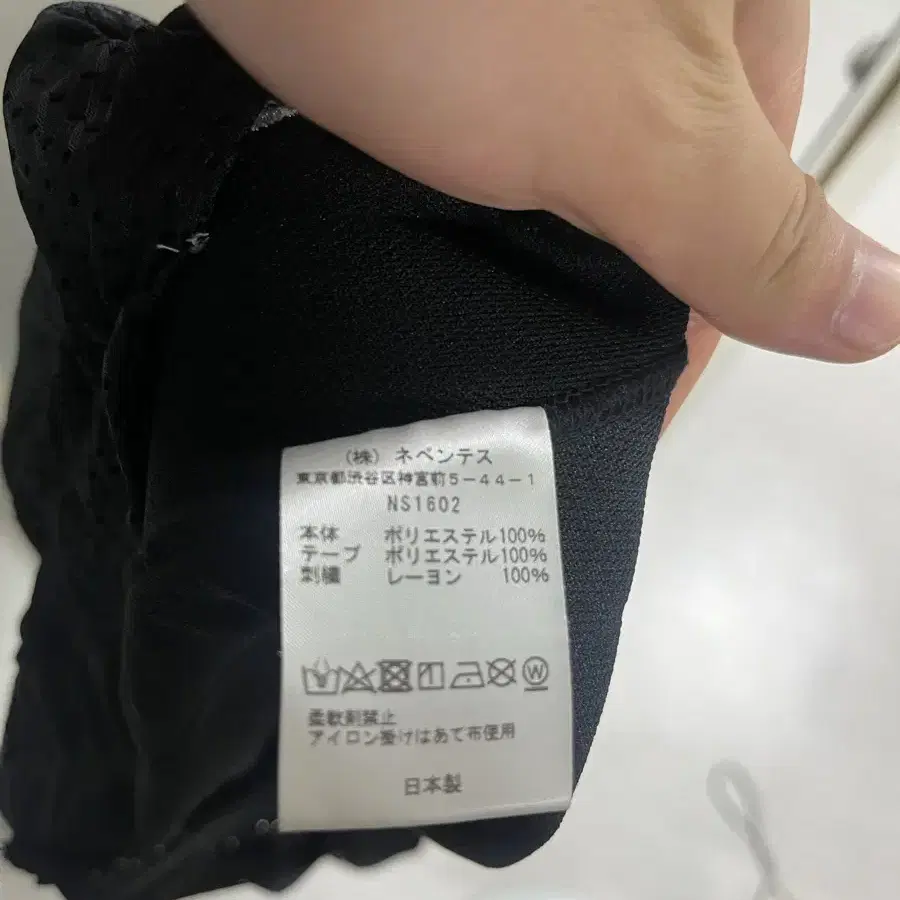 (株) ネペンテス
東京都渋谷区神宮前5-44-1
NS1602
本体 ポリエステル100%
テープ ポリエステル100%
刺繍 レーヨン 100%
W
柔軟剤禁止
アイロン受けはあて布使用
日本製